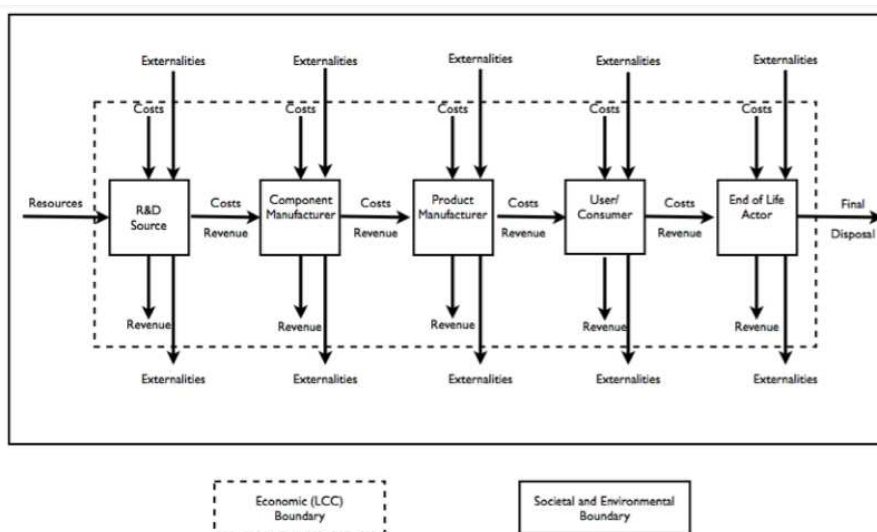 Externalities Externalities Externalities Externalities Externalities
Costs Costs Costs Costs Costs
Resources
R&D
Source
Costs
Revenue
Component
Manufacturer
Costs
Revenue
Product
Manufacturer
Costs
Revenue
User/
Consumer
Costs
Revenue
End of Life
Actor
Final
Disposal
Revenue Revenue Revenue Revenue Revenue
Externalities Externalities Externalities Externalities Externalities
Economic (LCC)
Boundary
Societal and Environmental
Boundary